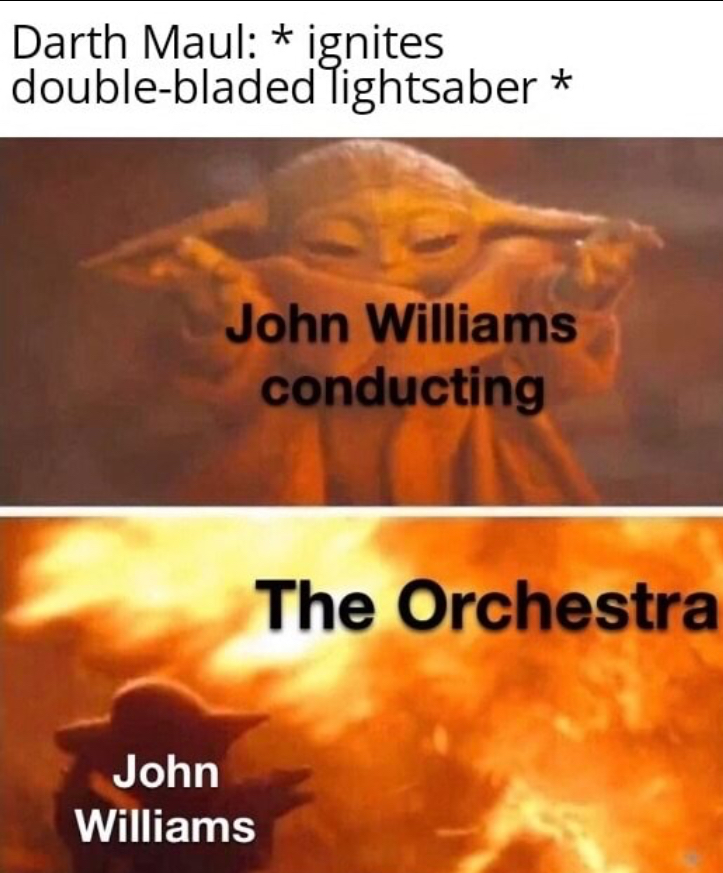 Darth Maul: * ignites
double-bladed lightsaber *
John Williams
conducting
The Orchestra
John
Williams